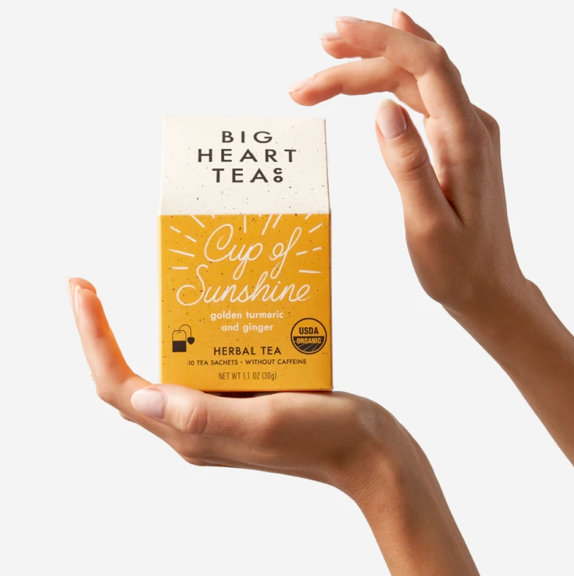 BIG
HEART
TEA Cº
Cup of
Sunshine
golden turmeric
and ginger
USDA
ORGANIC
HERBAL TEA
10 TEA SACHETS • WITHOUT CAFFEINE
NET WT 1.1 OZ (30g)